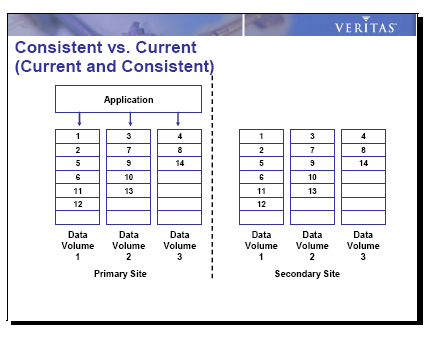 VERITAS™
Consistent vs. Current
(Current and Consistent)
Application
1 3 4 1 3 4
2 7 8 2 7 8
5 9 14 5 9 14
6 10 6 10
11 13 11 13
12 12
Data Data Data Data Data Data
Volume Volume Volume Volume Volume Volume
1 2 3 1 2 3
Primary Site Secondary Site